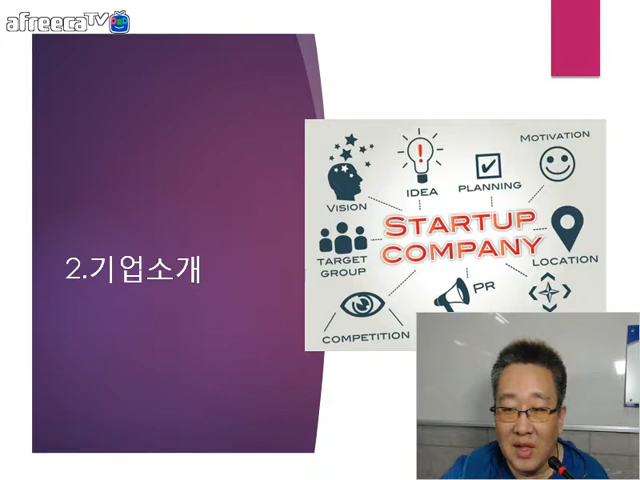 afreecaTV
2.기업소개
MOTIVATION
IDEA
PLANNING
VISION
STARTUP
COMPANY
TARGET
GROUP
LOCATION
PR
COMPETITION